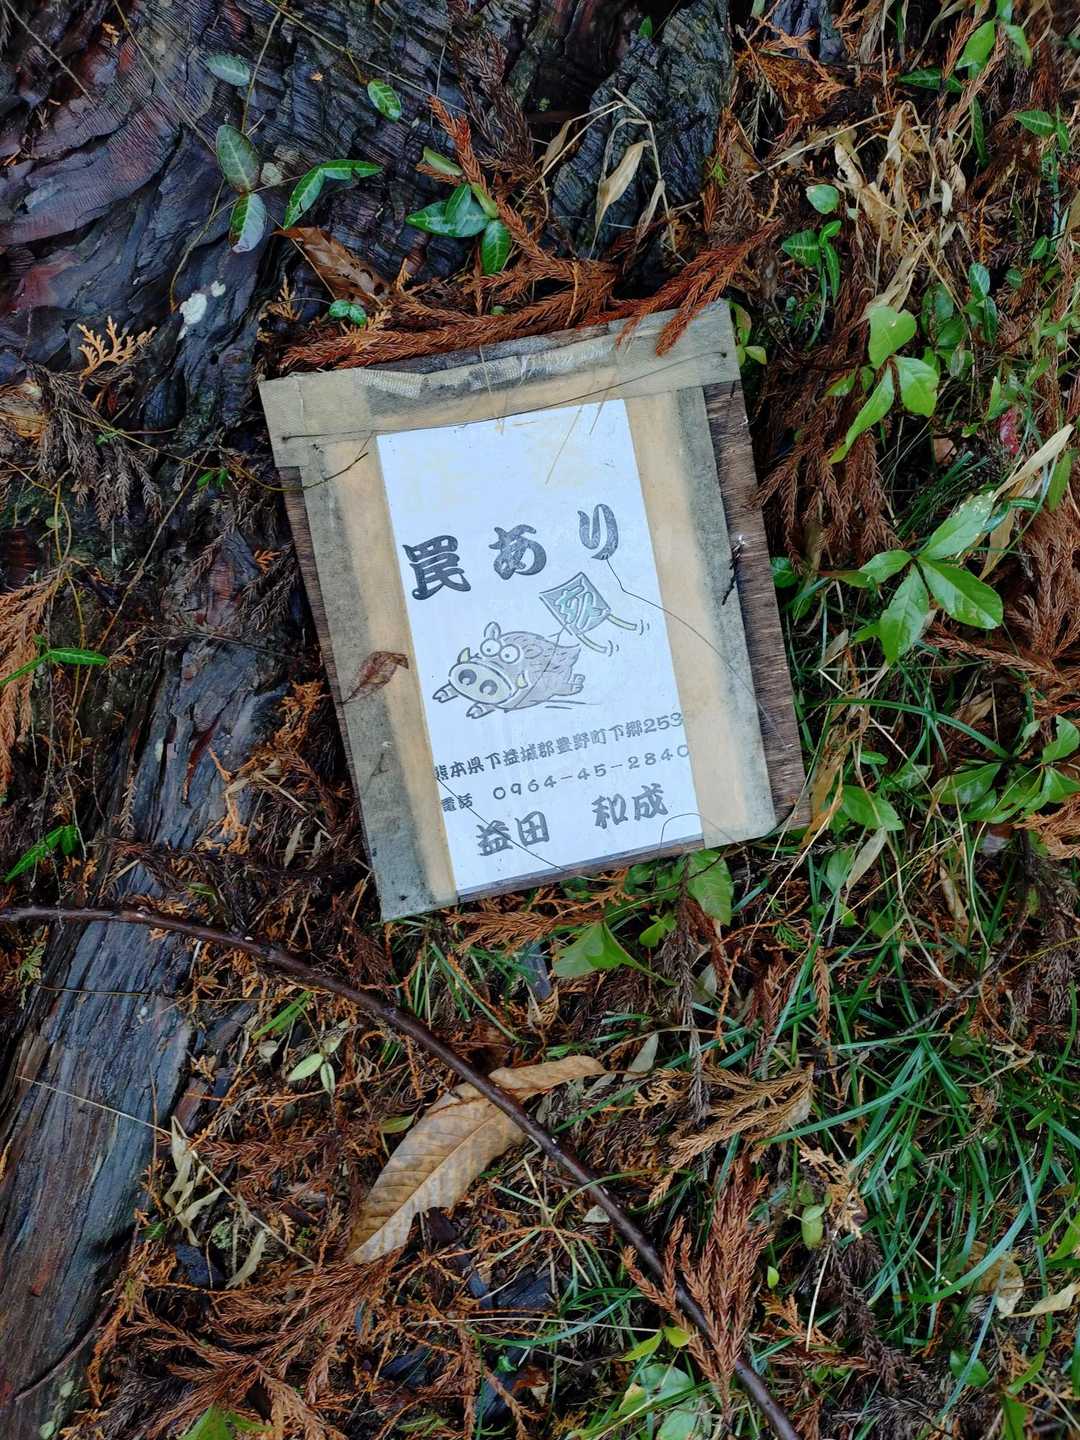 罠あり
亥
熊本県下益城郡豊野町下郷253
電話 0964-45-2840
益田 和成